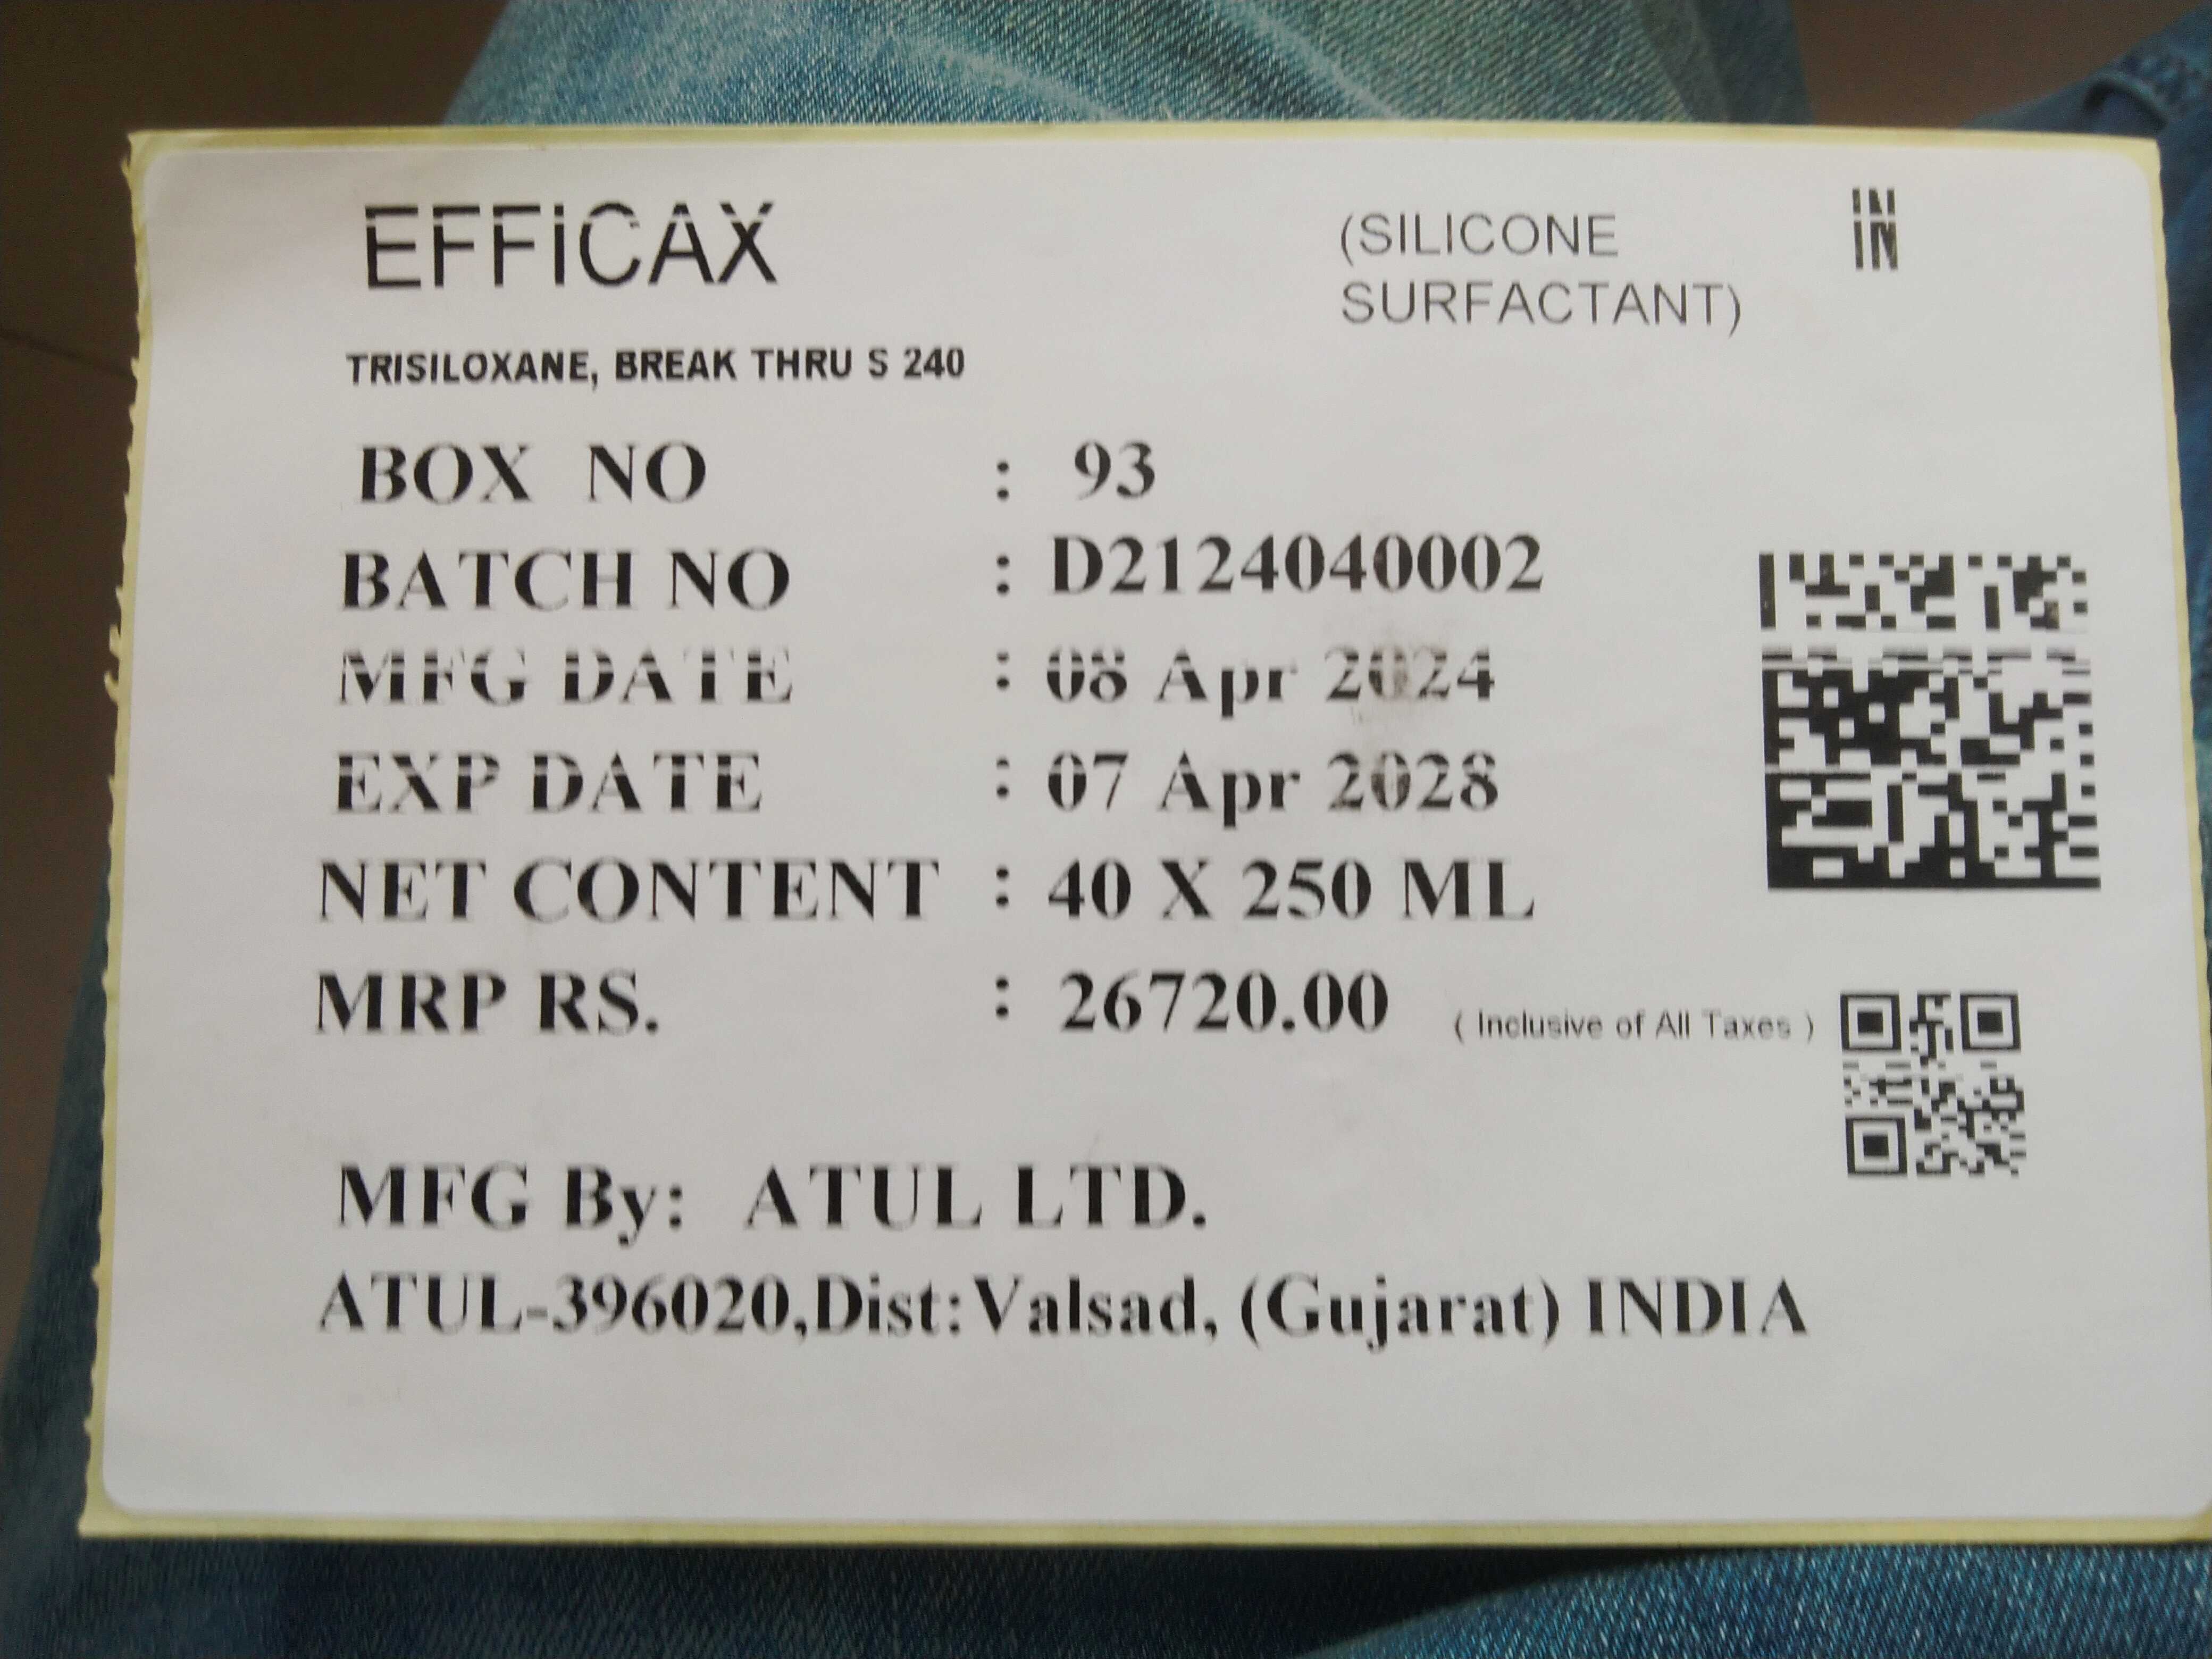 EFFiCAX (SILICONE SURFACTANT) IN
TRISILOXANE, BREAK THRU S 240
BOX NO : 93
BATCH NO : D2124040002
MFG DATE : 08 Apr 2024
EXP DATE : 07 Apr 2028
NET CONTENT : 40 X 250 ML
MRP RS. : 26720.00 ( Inclusive of All Taxes )
MFG By: ATUL LTD.
ATUL-396020,Dist:Valsad, (Gujarat) INDIA